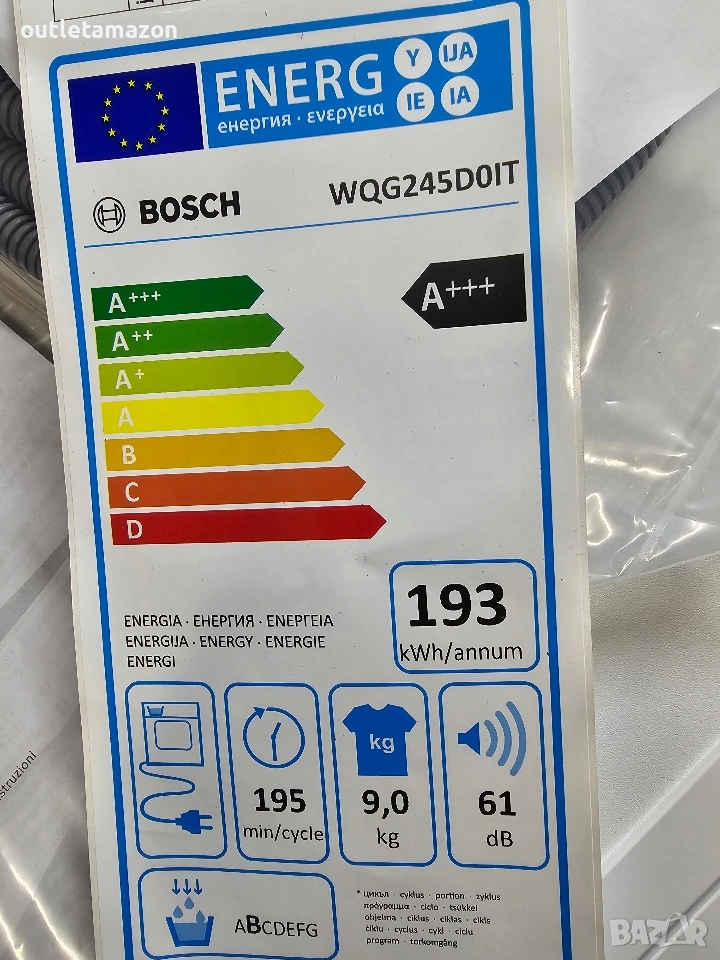 outletamazon
ENERG
Y IJA
IE IA
енергия · ενεργεια
BOSCH
WQG245D0IT
A+++
A+++
A++
A+
A
B
C
D
193
kWh/annum
ENERGIA · ЕНЕРГИЯ · ΕΝΕΡΓΕΙΑ
ENERGIJA · ENERGY · ENERGIE
ENERGI
kg
195
min/cycle
9,0
kg
61
dB
ABCDEFG
* цикъл · cyklus · portion · zyklus
πρόγραμμα · ciclo · tsükkel
ohjelma · ciklus · ciklas · cikls
ċiklu · cyclus · cykl · ciclu
program · torkomgång
struzioni
BAZAR